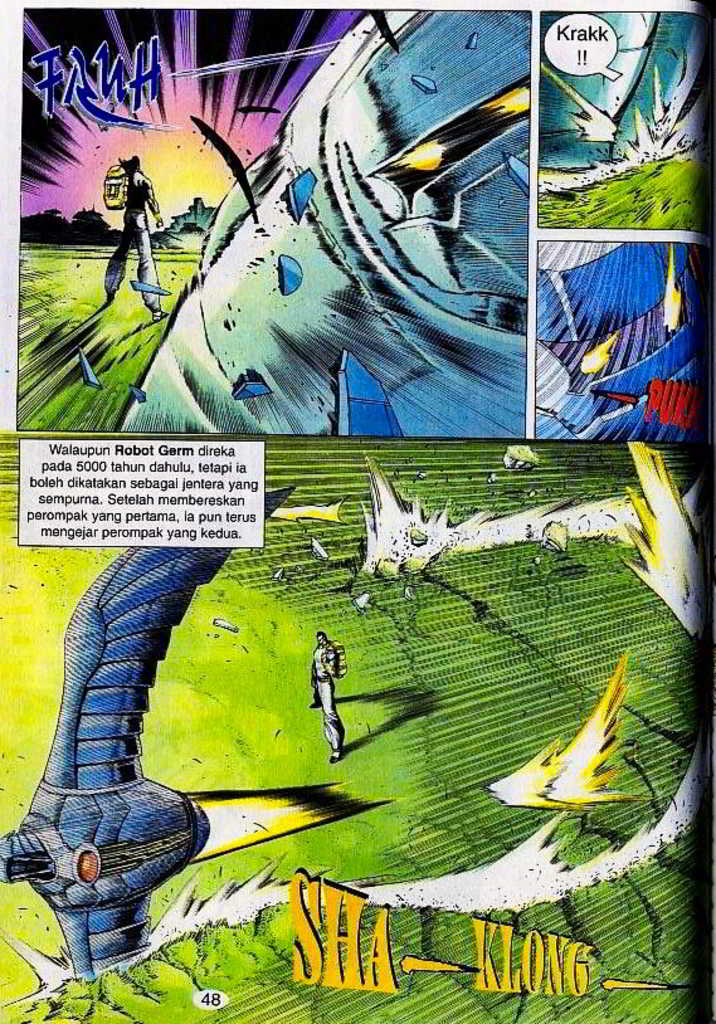 FAUH
Krakk
!!
Walaupun Robot Germ direka
pada 5000 tahun dahulu, tetapi ia
boleh dikatakan sebagai jentera yang
sempurna. Setelah membereskan
perompak yang pertama, ia pun terus
mengejar perompak yang kedua.
SHA — KLONG —
48